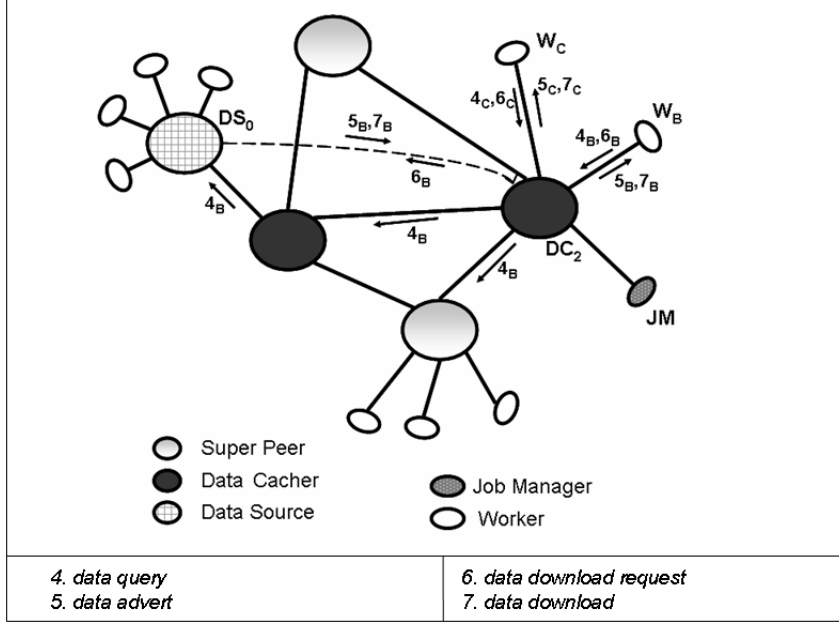 W_C
DS_0
W_B
4_C,6_C
5_C,7_C
5_B,7_B
4_B,6_B
6_B
5_B,7_B
4_B
4_B
DC_2
4_B
JM
Super Peer
Data Cacher
Job Manager
Data Source
Worker
4. data query
5. data advert
6. data download request
7. data download